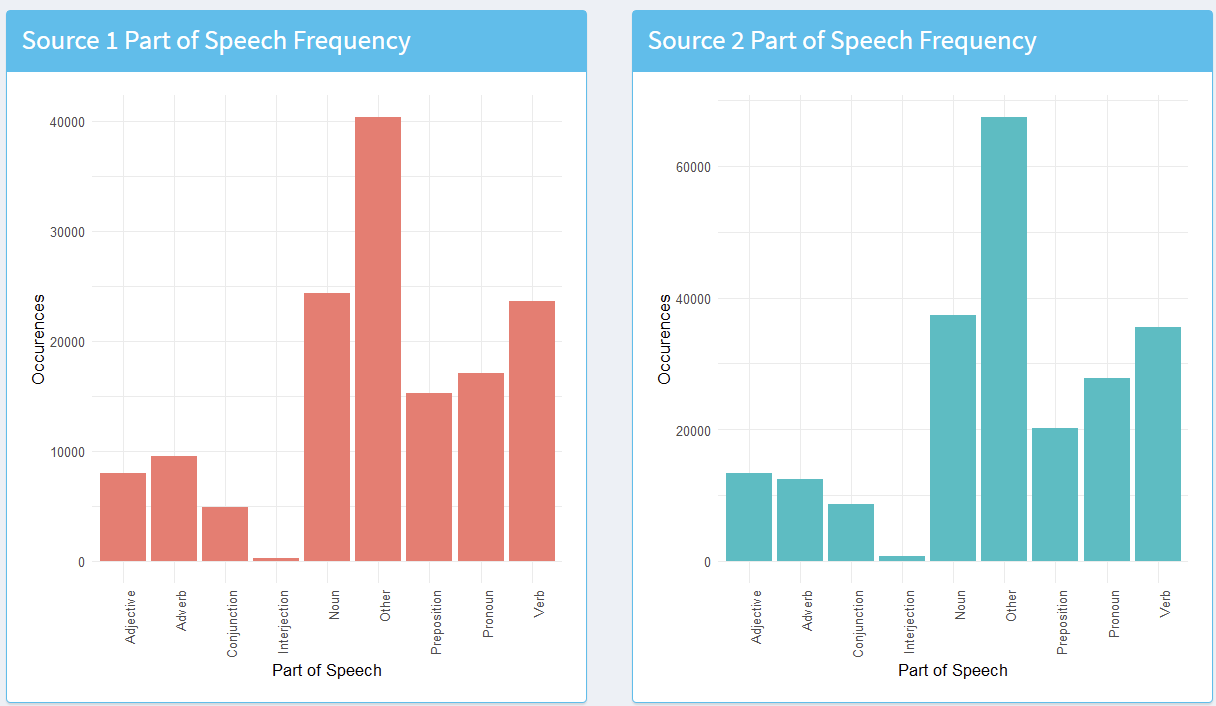 Source 1 Part of Speech Frequency
40000
30000
20000
10000
0
Occurences
Adjective
Adverb
Conjunction
Interjection
Noun
Other
Preposition
Pronoun
Verb
Part of Speech
Source 2 Part of Speech Frequency
60000
40000
20000
0
Occurences
Adjective
Adverb
Conjunction
Interjection
Noun
Other
Preposition
Pronoun
Verb
Part of Speech